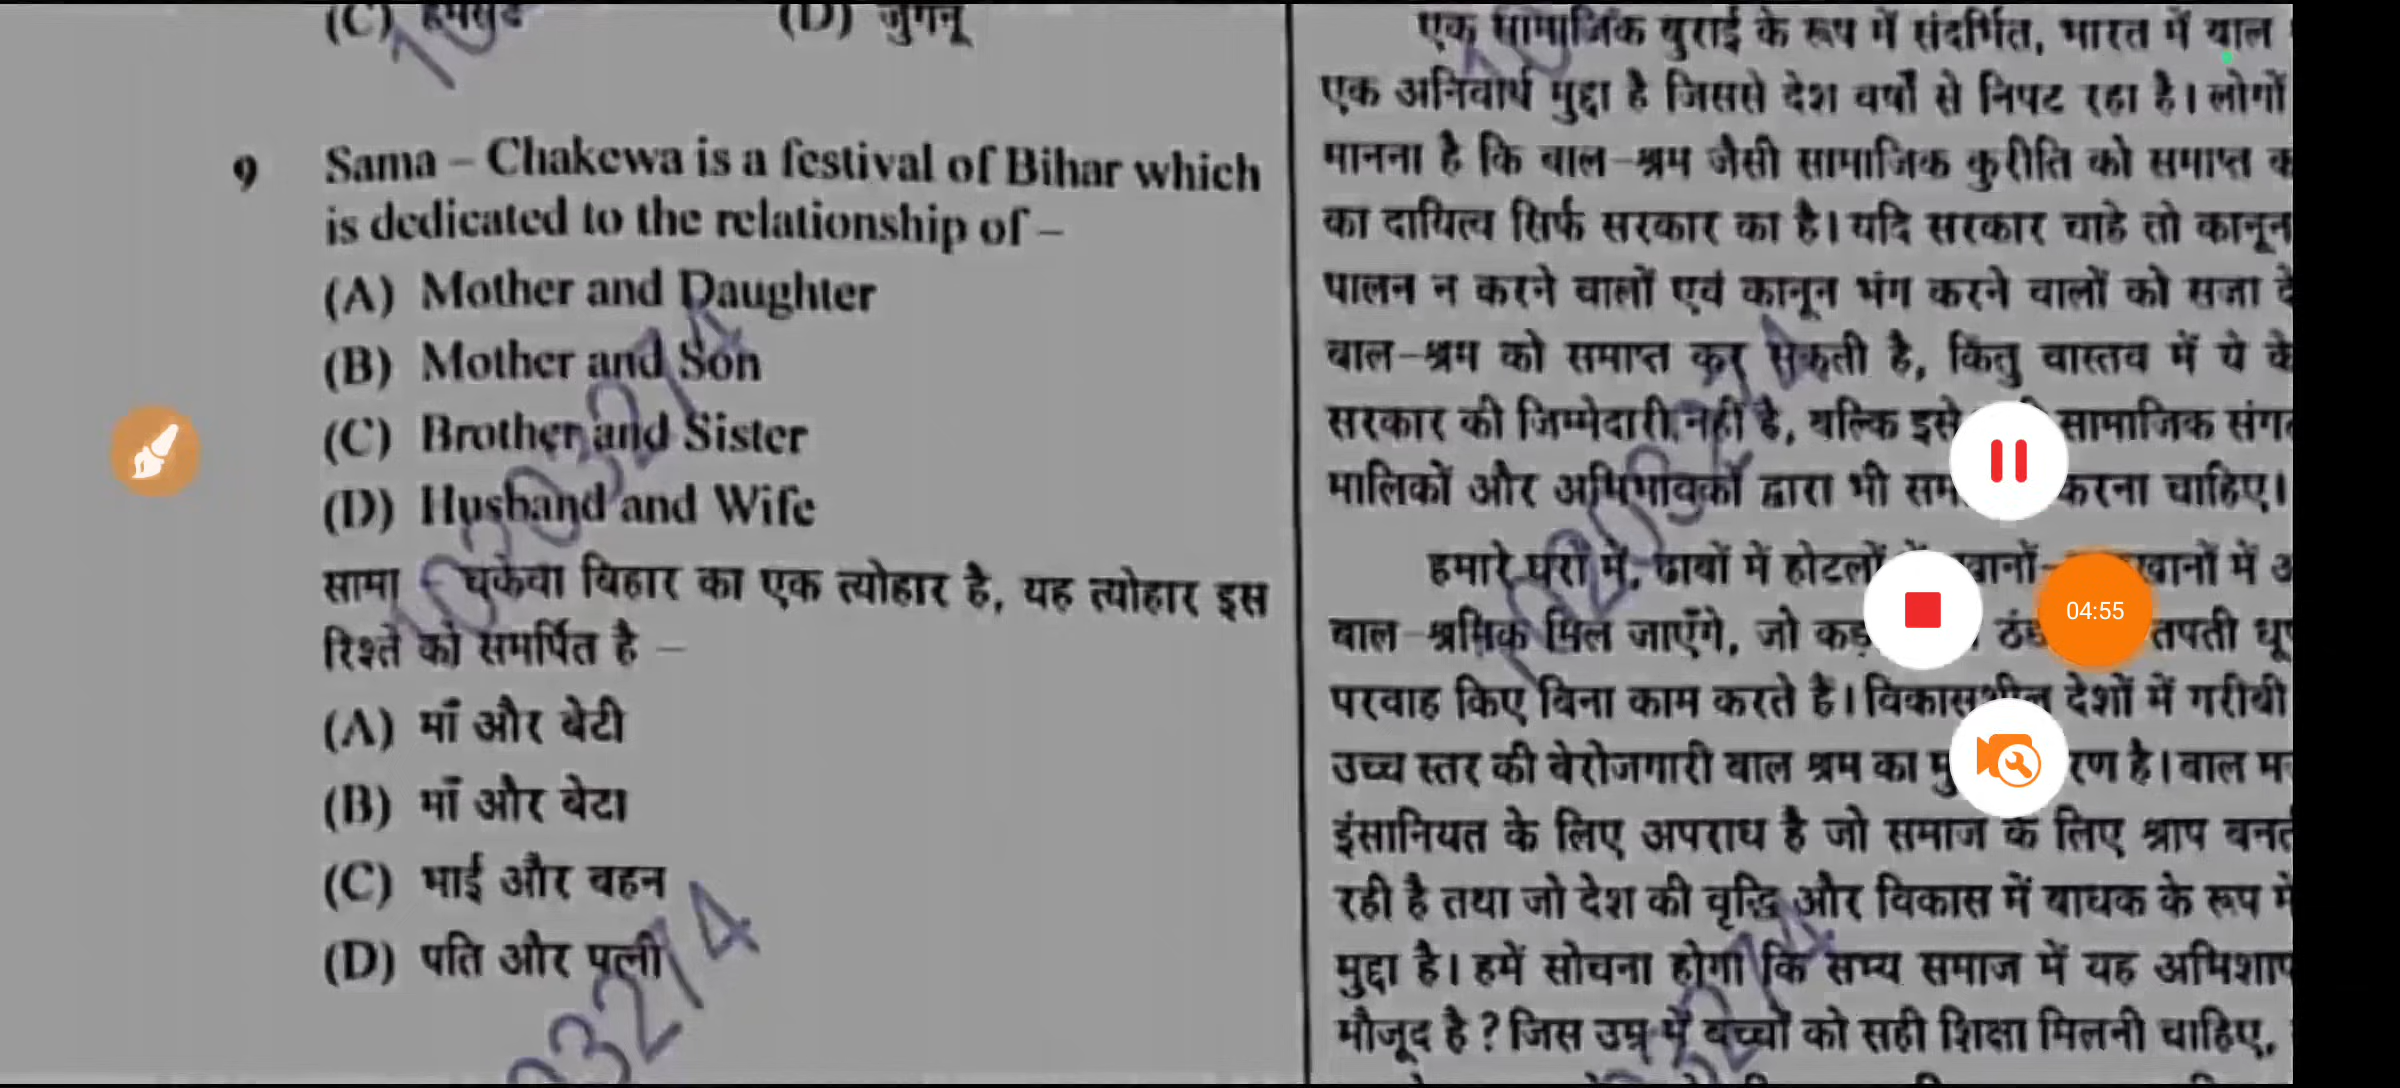 (C) हमसुद (D) जुगनू
9 Sama – Chakewa is a festival of Bihar which
is dedicated to the relationship of –
(A) Mother and Daughter
(B) Mother and Son
(C) Brother and Sister
(D) Husband and Wife
सामा चकेवा बिहार का एक त्योहार है, यह त्योहार इस
रिश्ते को समर्पित है –
(A) माँ और बेटी
(B) माँ और बेटा
(C) भाई और बहन
(D) पति और पत्नी
एक सामाजिक बुराई के रूप में संदर्भित, भारत में बाल
एक अनिवार्य मुद्दा है जिससे देश वर्षों से निपट रहा है। लोगों
मानना है कि बाल-श्रम जैसी सामाजिक कुरीति को समाप्त
का दायित्व सिर्फ सरकार का है। यदि सरकार चाहे तो कानून
पालन न करने वालों एवं कानून भंग करने वालों को सजा
बाल-श्रम को समाप्त कर सकती है, किंतु वास्तव में ये
सरकार की जिम्मेदारी नहीं है, बल्कि इसे सामाजिक
मालिकों और अभिभावकों द्वारा भी करना चाहिए।
हमारे घरों में, ढाबों में होटलों में
बाल श्रमिक मिल जाएँगे, जो तपती
परवाह किए बिना काम करते हैं। विकासशील देशों में गरीबी
उच्च स्तर की बेरोजगारी बाल श्रम का है। बाल
इंसानियत के लिए अपराध है जो समाज के लिए श्राप
रही है तथा जो देश की वृद्धि और विकास में बाधक के रूप में
मुद्दा है। हमें सोचना होगा कि सभ्य समाज में यह अभिशाप
मौजूद है ? जिस उम्र में बच्चों को सही शिक्षा मिलनी चाहिए,
04:55